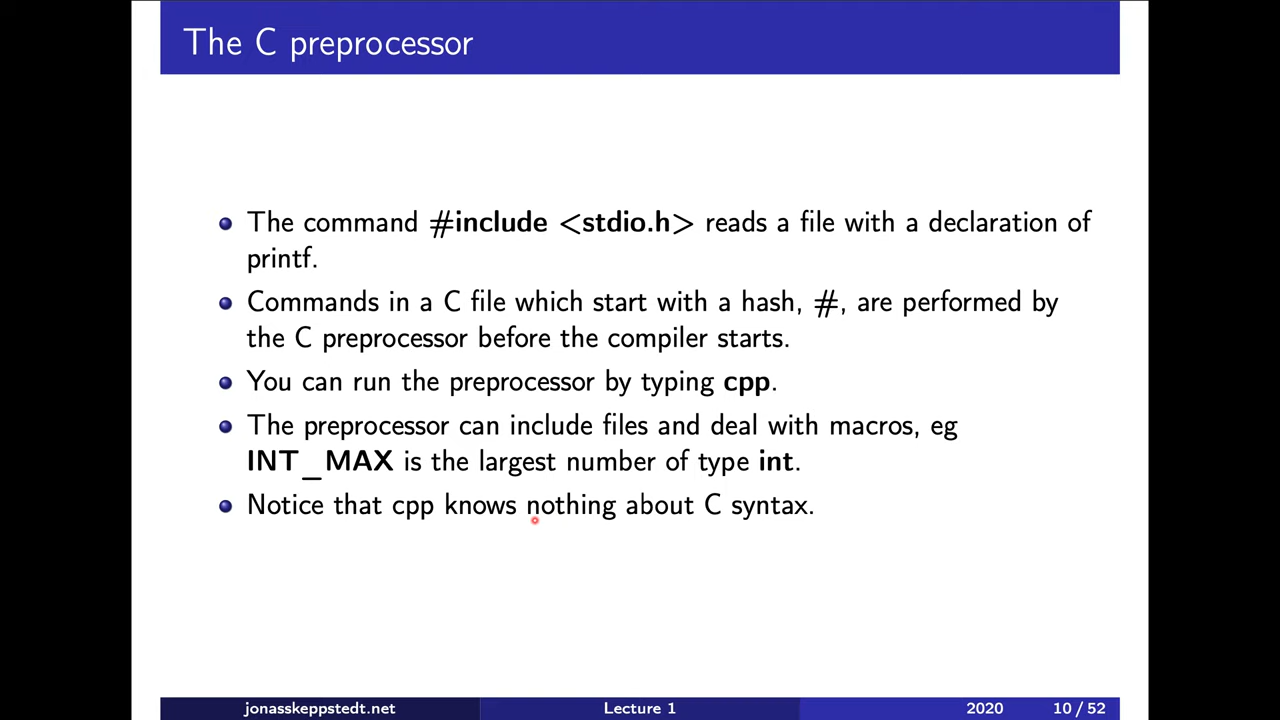 The C preprocessor
The command #include <stdio.h> reads a file with a declaration of
printf.
Commands in a C file which start with a hash, #, are performed by
the C preprocessor before the compiler starts.
You can run the preprocessor by typing cpp.
The preprocessor can include files and deal with macros, eg
INT_MAX is the largest number of type int.
Notice that cpp knows nothing about C syntax.
jonasskeppstedt.net Lecture 1 2020 10 / 52